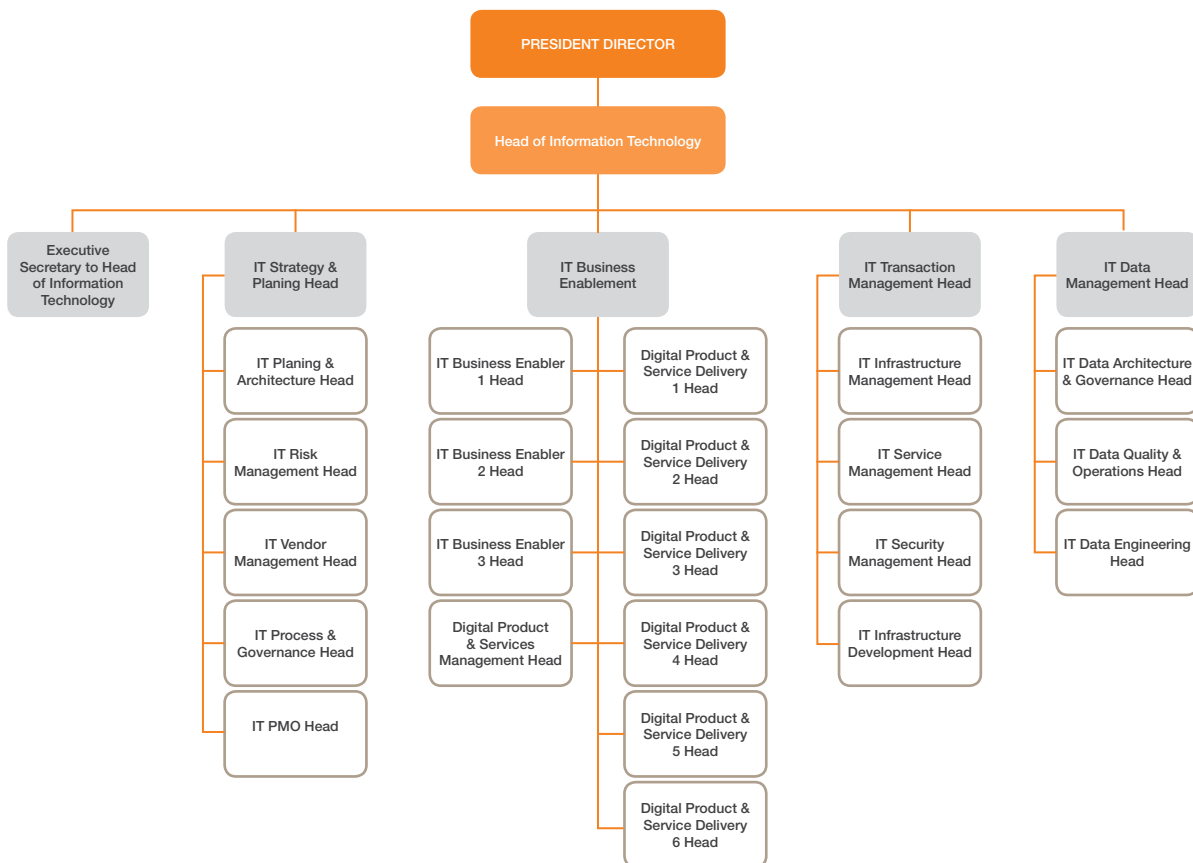 PRESIDENT DIRECTOR
Head of Information Technology
Executive
Secretary to Head
of Information
Technology
IT Strategy &
Planing Head
IT Business
Enablement
IT Transaction
Management Head
IT Data
Management Head
IT Planing &
Architecture Head
IT Risk
Management Head
IT Vendor
Management Head
IT Process &
Governance Head
IT PMO Head
IT Business Enabler
1 Head
IT Business Enabler
2 Head
IT Business Enabler
3 Head
Digital Product
& Services
Management Head
Digital Product &
Service Delivery
1 Head
Digital Product &
Service Delivery
2 Head
Digital Product &
Service Delivery
3 Head
Digital Product &
Service Delivery
4 Head
Digital Product &
Service Delivery
5 Head
Digital Product &
Service Delivery
6 Head
IT Infrastructure
Management Head
IT Service
Management Head
IT Security
Management Head
IT Infrastructure
Development Head
IT Data Architecture
& Governance Head
IT Data Quality &
Operations Head
IT Data Engineering
Head